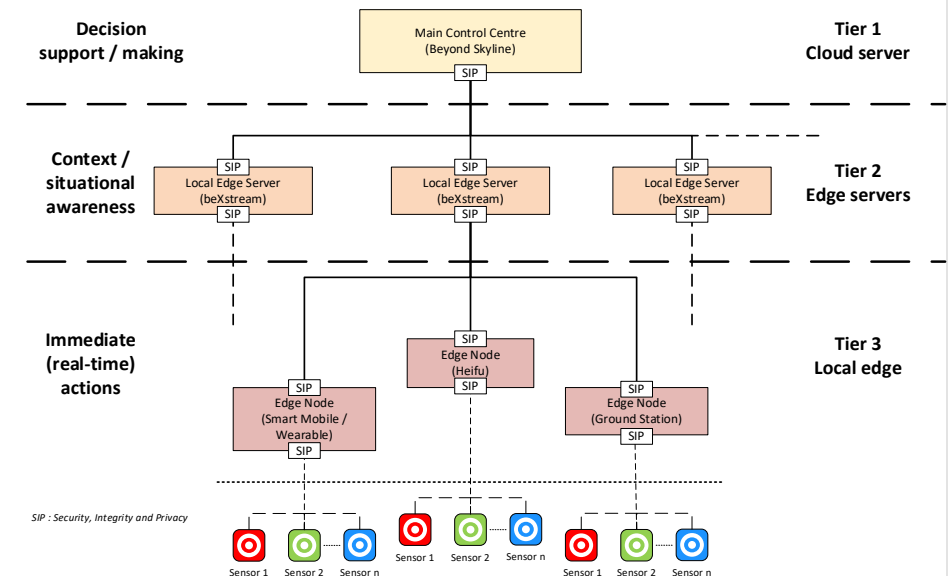 Decision
support / making
Main Control Centre
(Beyond Skyline)
SIP
Tier 1
Cloud server
Context /
situational
awareness
SIP
Local Edge Server
(beXstream)
SIP
SIP
Local Edge Server
(beXstream)
SIP
SIP
Local Edge Server
(beXstream)
SIP
Tier 2
Edge servers
Immediate
(real-time)
actions
SIP
Edge Node
(Smart Mobile /
Wearable)
SIP
SIP
Edge Node
(Heifu)
SIP
SIP
Edge Node
(Ground Station)
SIP
Tier 3
Local edge
SIP : Security, Integrity and Privacy
Sensor 1
Sensor 2
Sensor n
Sensor 1
Sensor 2
Sensor n
Sensor 1
Sensor 2
Sensor n